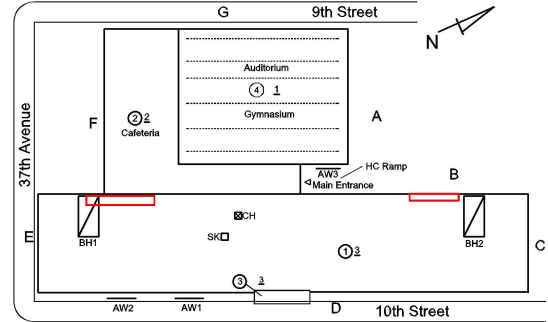 G 9th Street
N
37th Avenue
Auditorium
4 1
Gymnasium
2 2
Cafeteria
F
A
AW3
HC Ramp
Main Entrance
B
CH
SK
BH1
BH2
E
1 3
C
3 3
AW2
AW1
D
10th Street